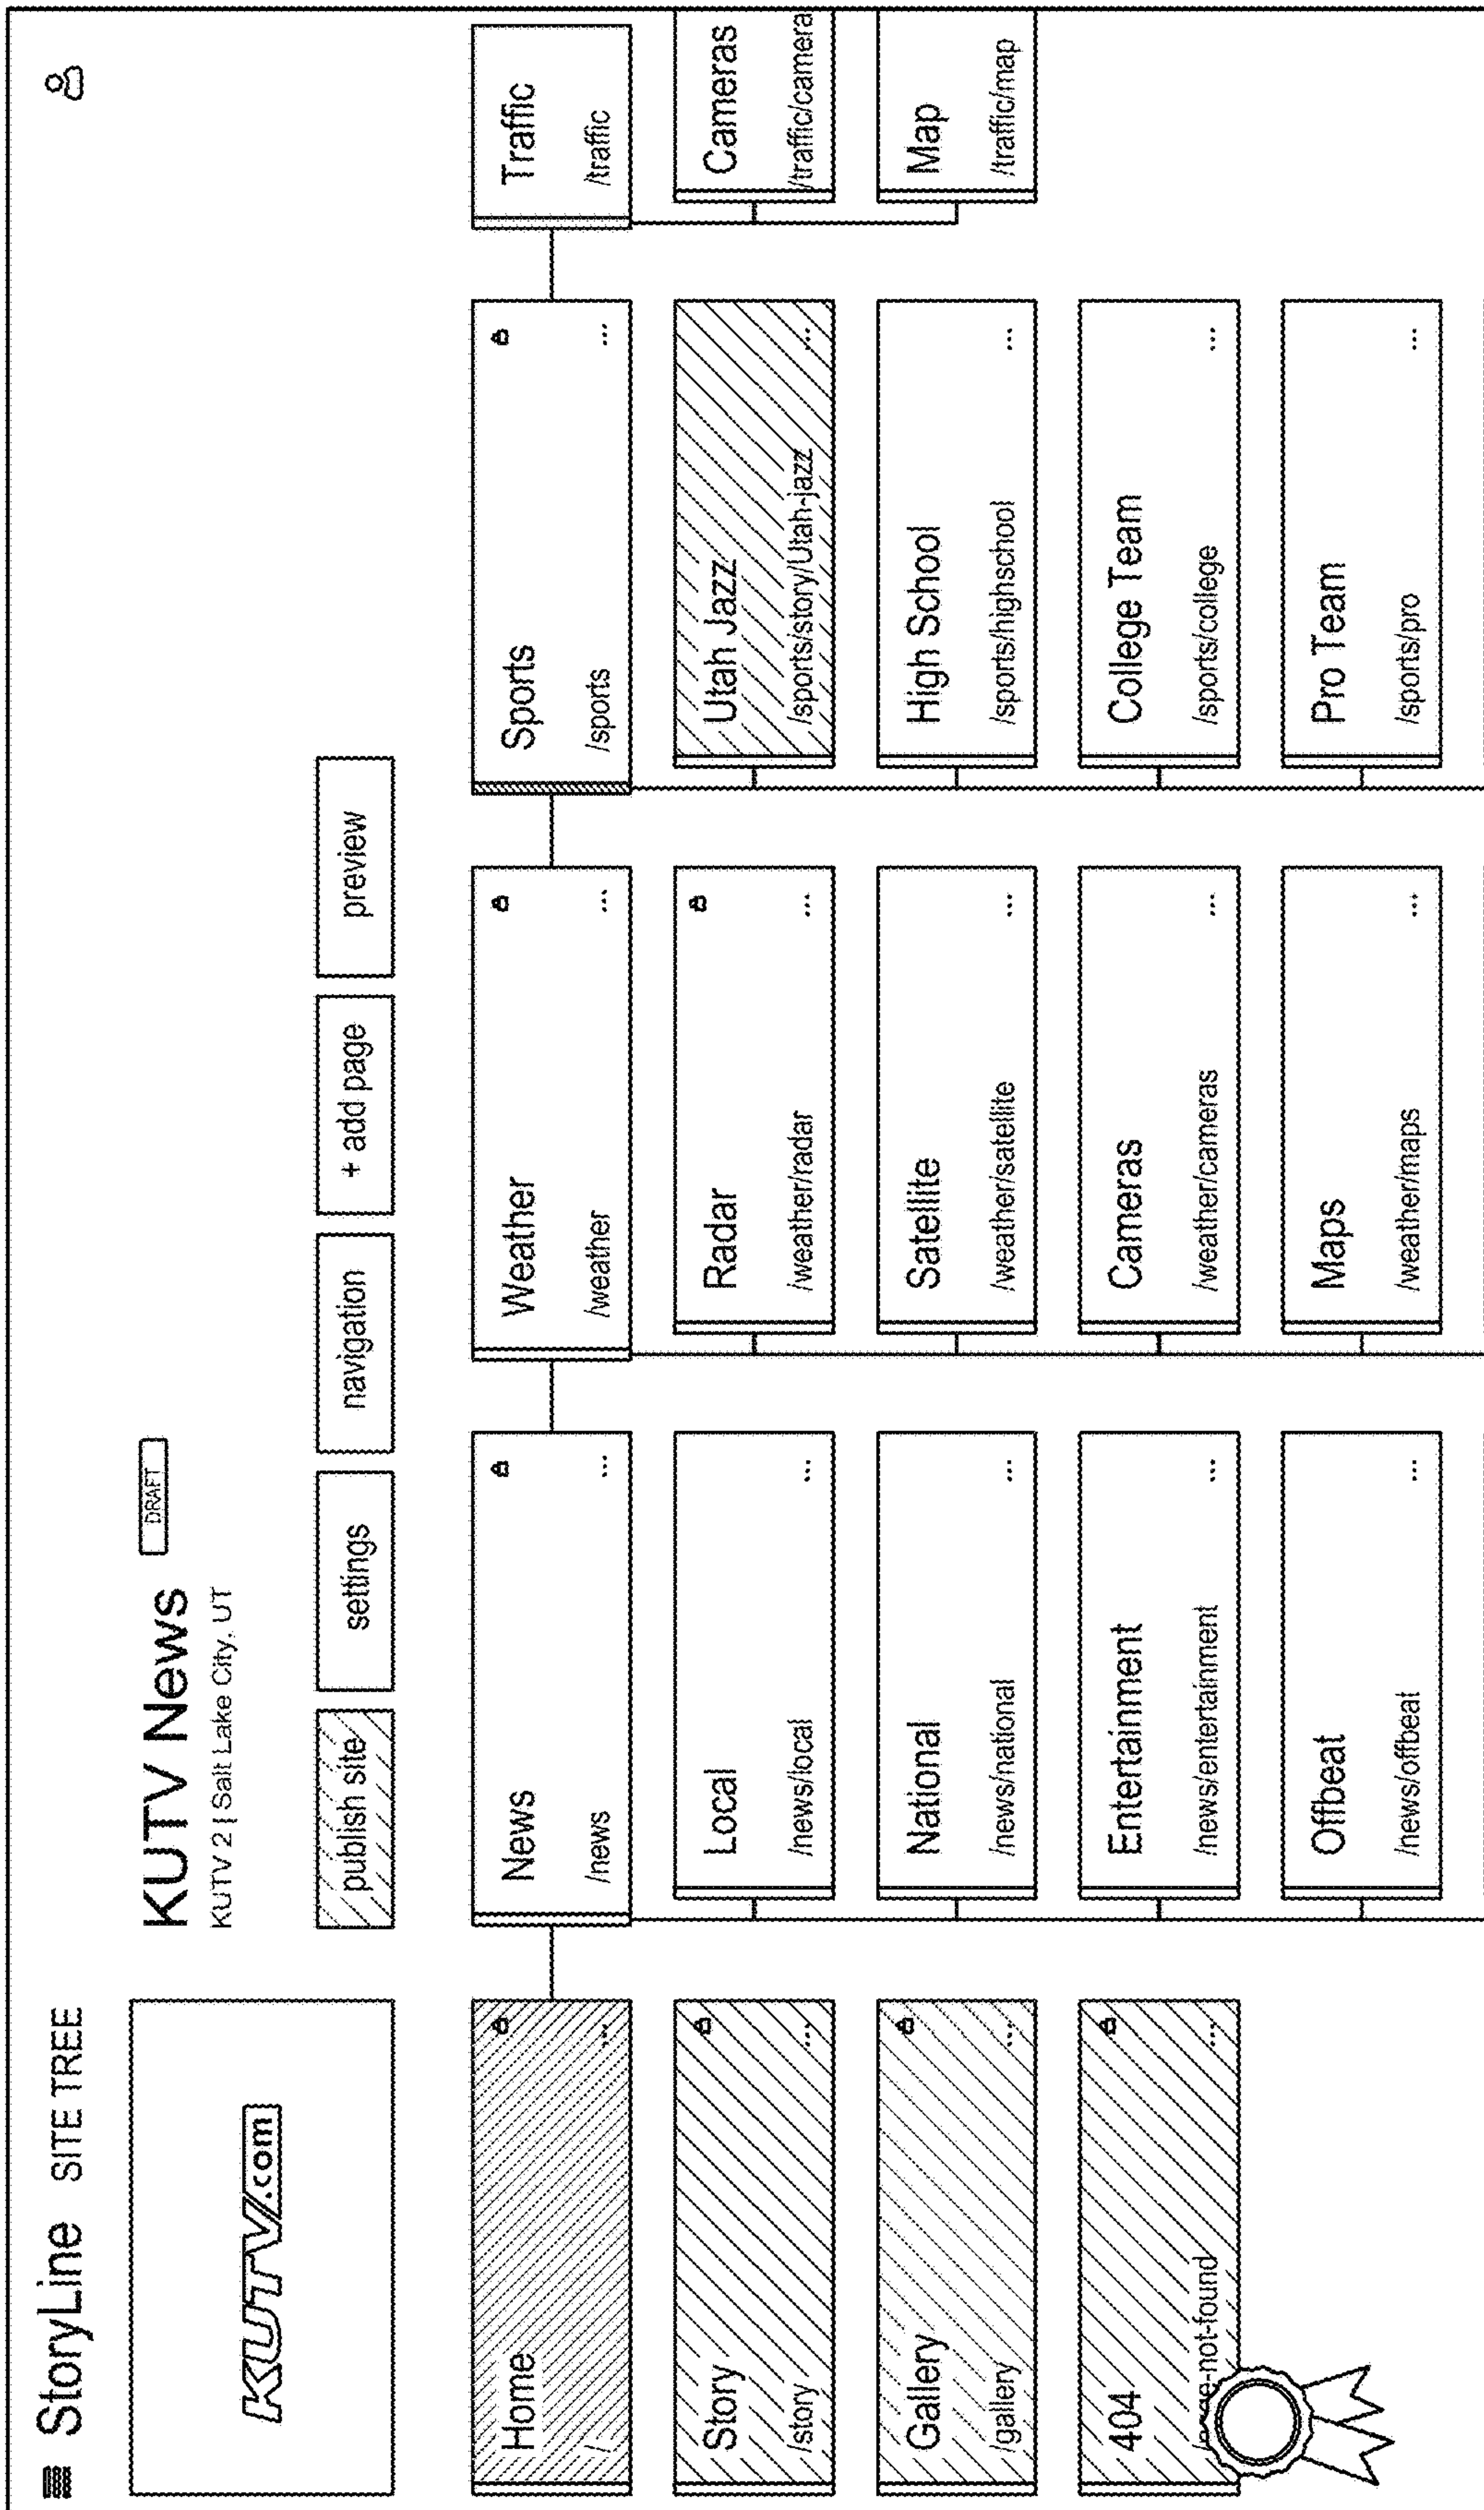 StoryLine SITE TREE
KUTV.com
KUTV News DRAFT
KUTV 2 | Salt Lake City, UT
publish site settings navigation + add page preview
Home
/
News
/news
Weather
/weather
Sports
/sports
Traffic
/traffic
Story
/story
Local
/news/local
Radar
/weather/radar
Utah Jazz
/sports/story/Utah-jazz
Cameras
/traffic/camera
Gallery
/gallery
National
/news/national
Satellite
/weather/satellite
High School
/sports/highschool
Map
/traffic/map
404
e-not-found
Entertainment
/news/entertainment
Cameras
/weather/cameras
College Team
/sports/college
Offbeat
/news/offbeat
Maps
/weather/maps
Pro Team
/sports/pro